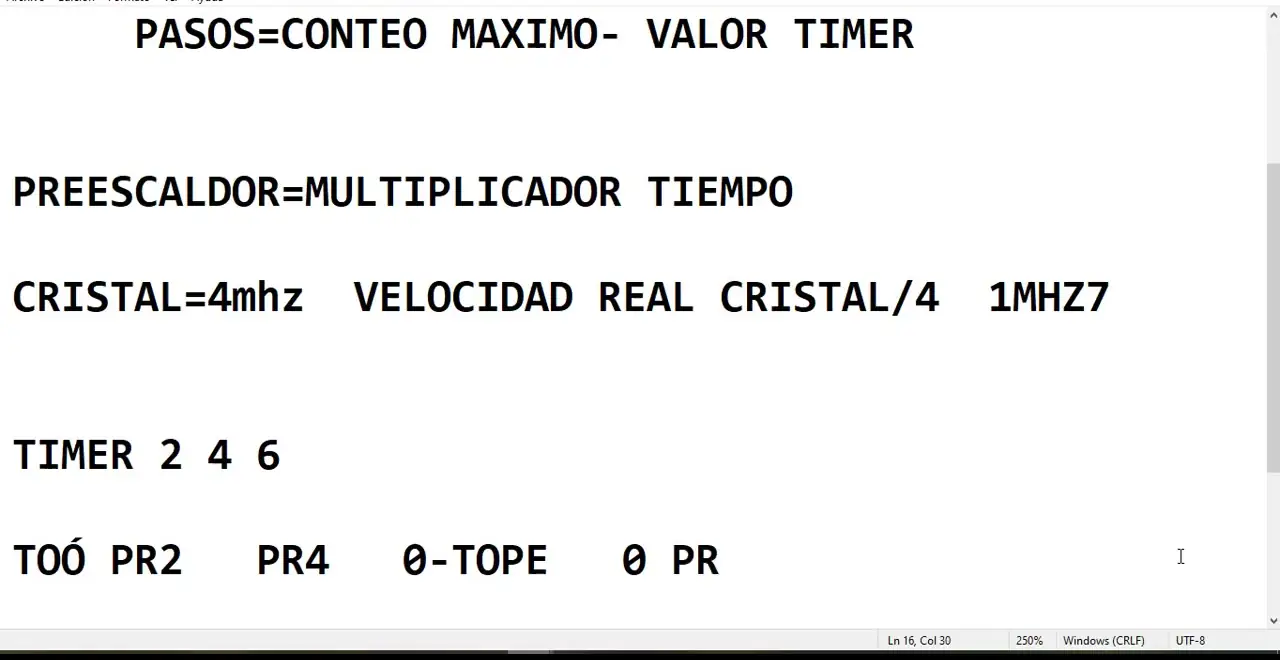 PASOS=CONTEO MAXIMO- VALOR TIMER
PREESCALDOR=MULTIPLICADOR TIEMPO
CRISTAL=4mhz VELOCIDAD REAL CRISTAL/4 1MHZ7
TIMER 2 4 6
TOÓ PR2 PR4 0-TOPE 0 PR
Ln 16, Col 30 250% Windows (CRLF) UTF-8